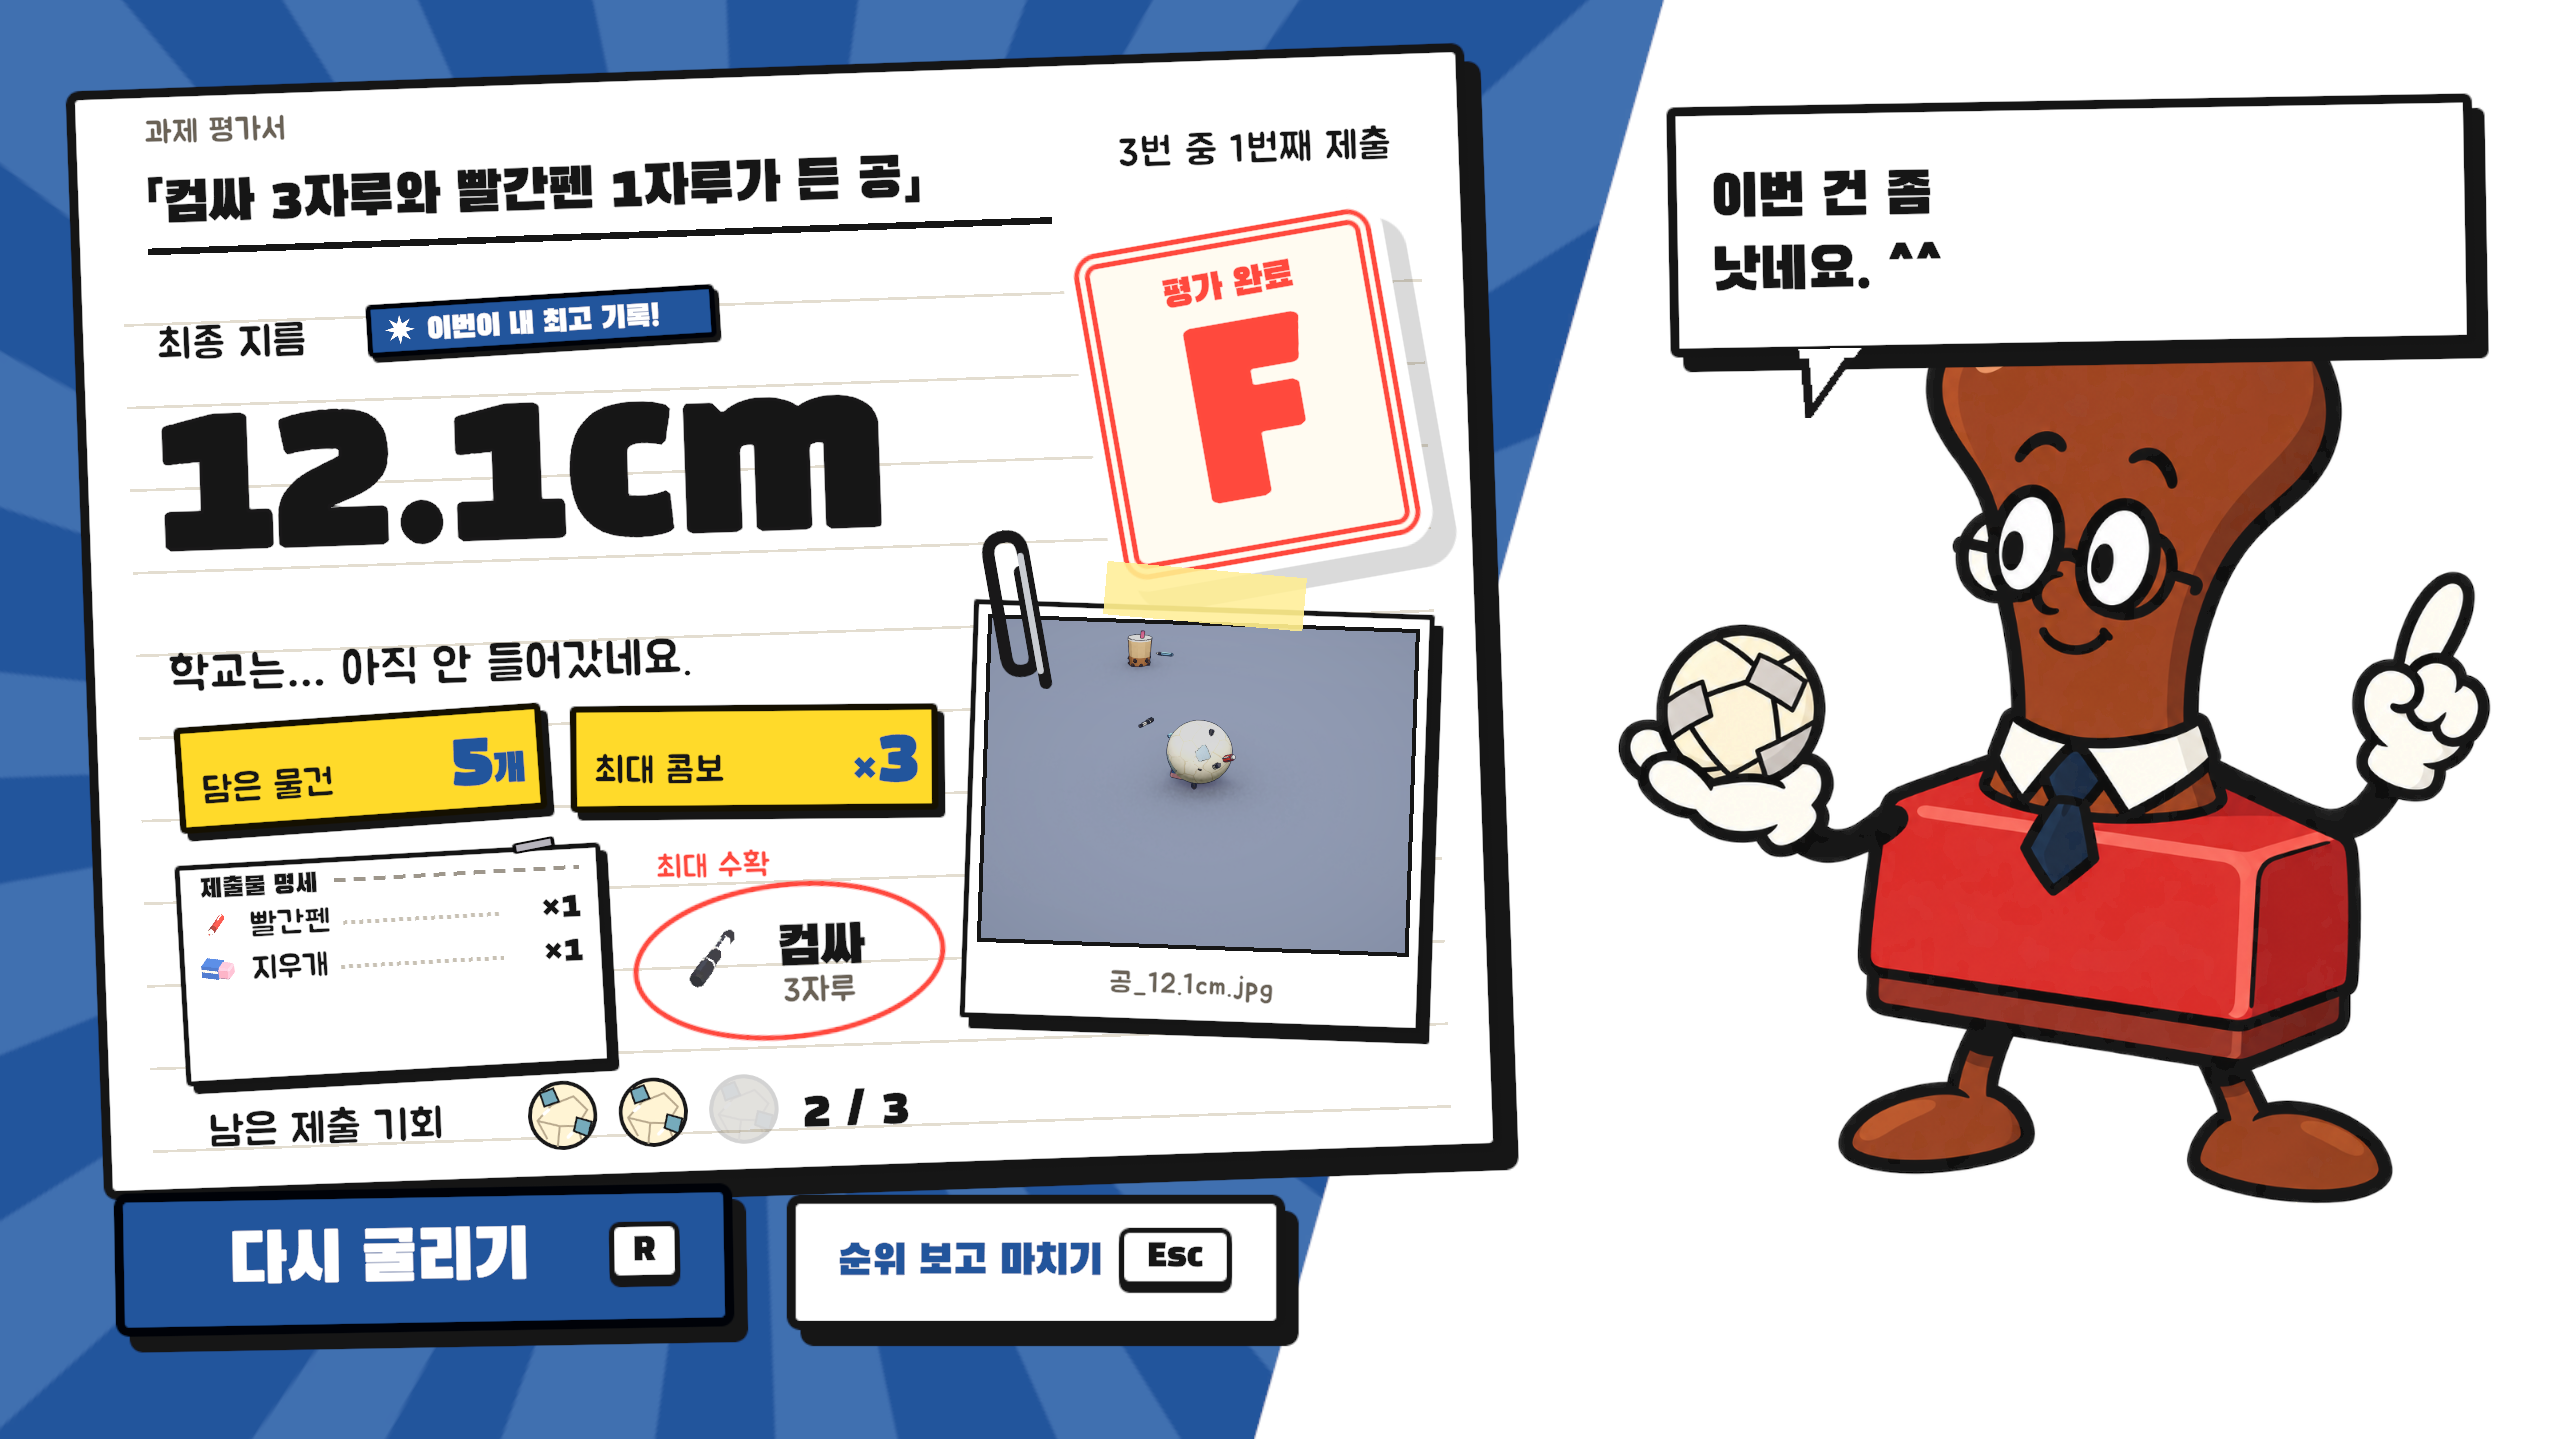 과제 평가서
「컴싸 3자루와 빨간펜 1자루가 든 공」
3번 중 1번째 제출
최종 지름
이번이 내 최고 기록!
12.1cm
평가 완료
F
학교는... 아직 안 들어갔네요.
담은 물건 5개
최대 콤보 ×3
제출물 명세
빨간펜 ×1
지우개 ×1
최대 수확
컴싸
3자루
공_12.1cm.jpg
남은 제출 기회 2 / 3
다시 굴리기 R
순위 보고 마치기 Esc
이번 건 좀
낫네요. ^^